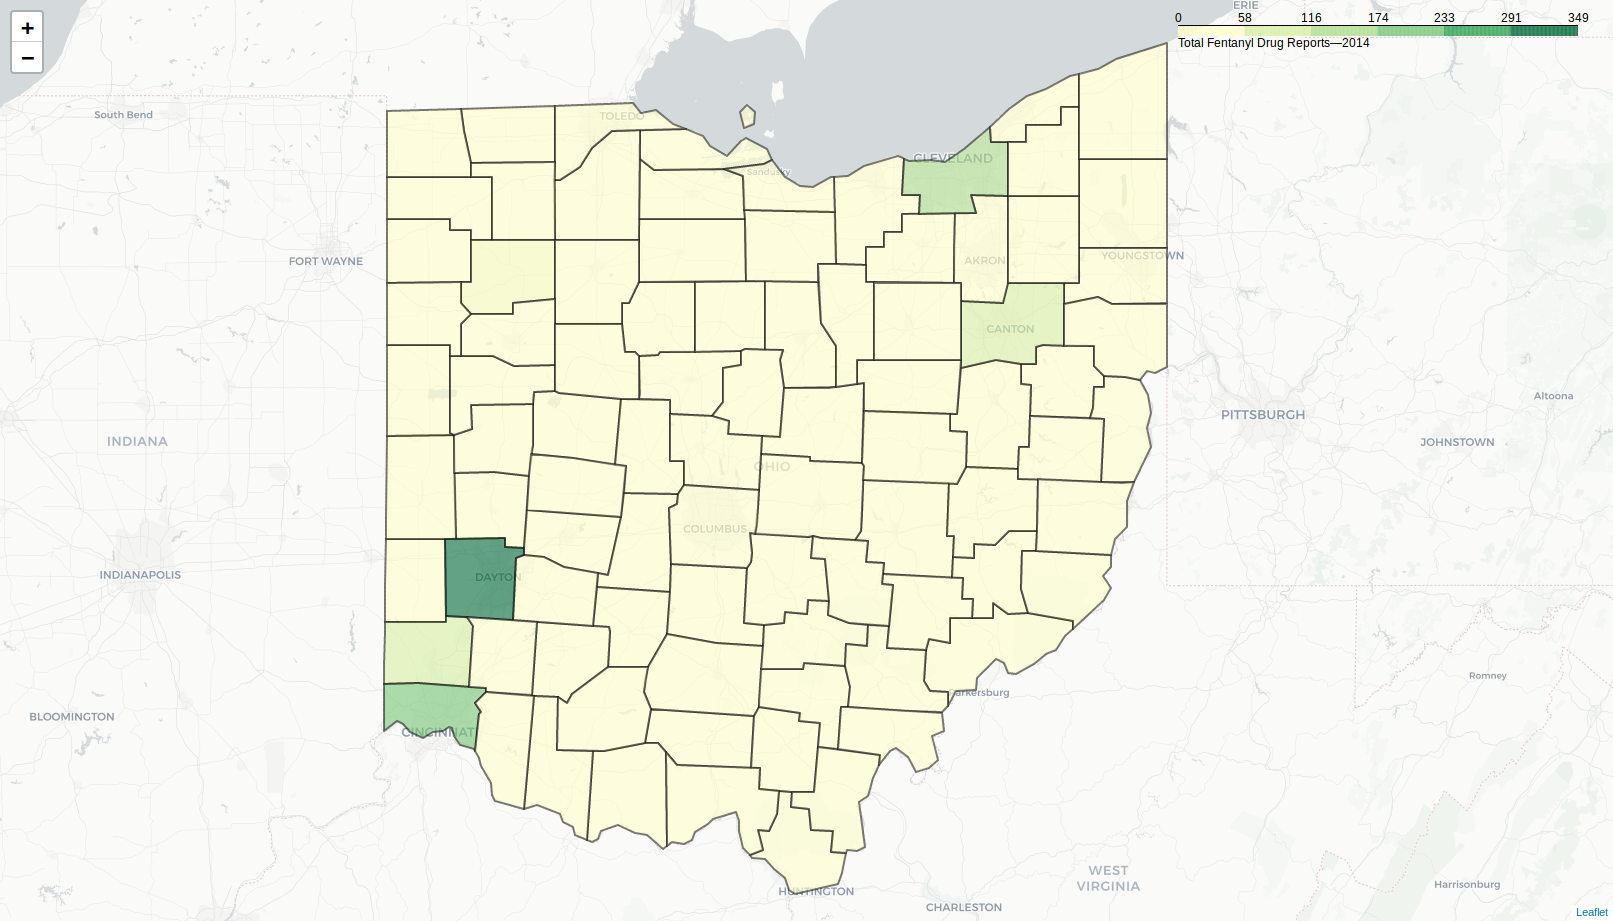 +
−
ERIE
0 58 116 174 233 291 349
Total Fentanyl Drug Reports—2014
South Bend
TOLEDO
CLEVELAND
Sandusky
FORT WAYNE
AKRON
YOUNGSTOWN
CANTON
Altoona
PITTSBURGH
INDIANA
JOHNSTOWN
OHIO
COLUMBUS
INDIANAPOLIS
DAYTON
Romney
arkersburg
BLOOMINGTON
CINCINNAT
WEST
VIRGINIA
HUNTINGTON
Harrisonburg
CHARLESTON
Leaflet